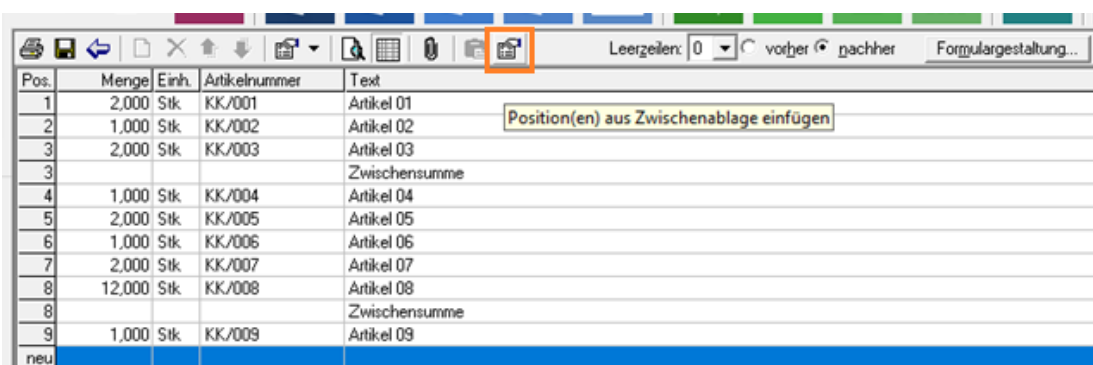 Leerzeilen: 0 vorher nachher Formulargestaltung...
Pos. Menge Einh. Artikelnummer Text
1 2,000 Stk KK/001 Artikel 01
Position(en) aus Zwischenablage einfügen
2 1,000 Stk KK/002 Artikel 02
3 2,000 Stk KK/003 Artikel 03
3 Zwischensumme
4 1,000 Stk KK/004 Artikel 04
5 2,000 Stk KK/005 Artikel 05
6 1,000 Stk KK/006 Artikel 06
7 2,000 Stk KK/007 Artikel 07
8 12,000 Stk KK/008 Artikel 08
8 Zwischensumme
9 1,000 Stk KK/009 Artikel 09
neu